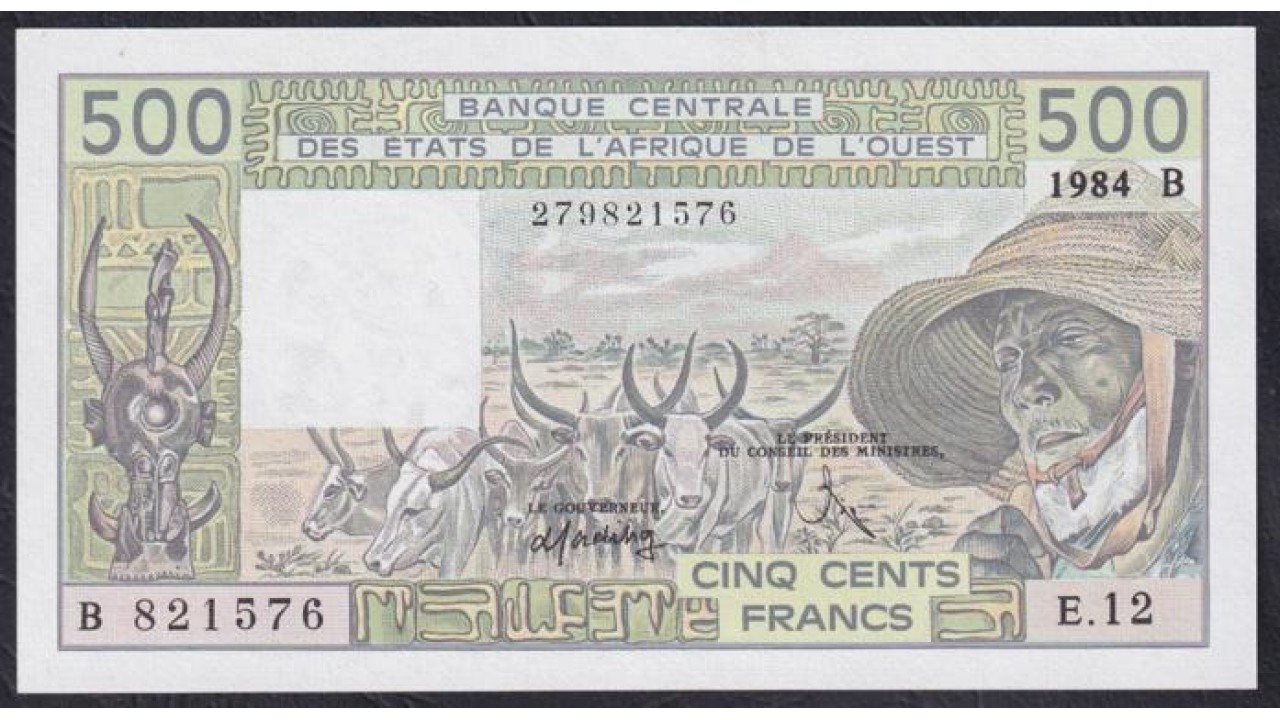 500
BANQUE CENTRALE
DES ÉTATS DE L'AFRIQUE DE L'OUEST
500
1984 B
279821576
LE PRÉSIDENT
DU CONSEIL DES MINISTRES,
LE GOUVERNEUR,
CINQ CENTS
FRANCS
B 821576
E.12